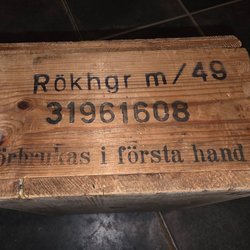 Rökhgr m/49
31961608
örbrukas i första hand